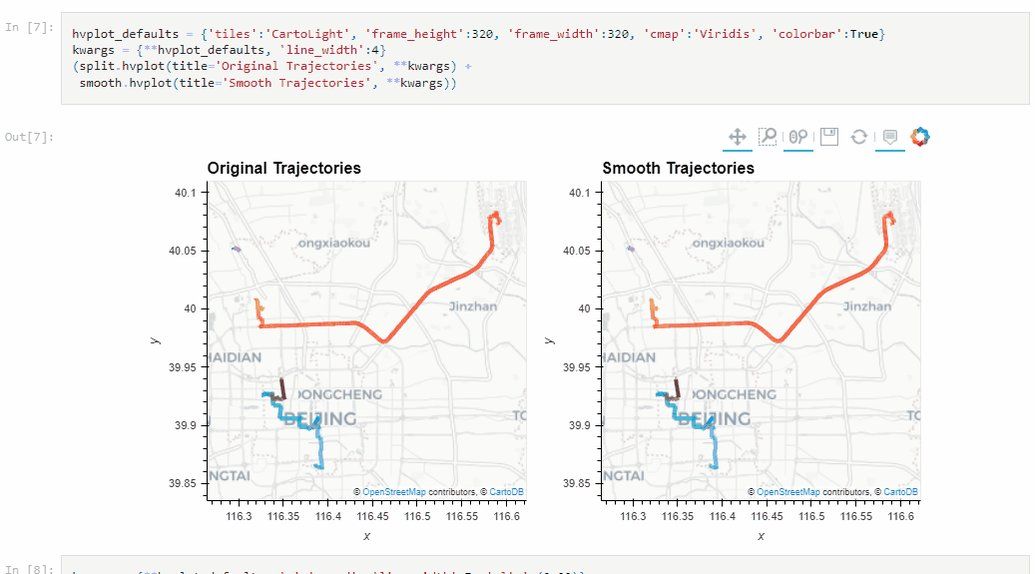 In [7]:
hvplot_defaults = {'tiles':'CartoLight', 'frame_height':320, 'frame_width':320, 'cmap':'Viridis', 'colorbar':True}
kwargs = {**hvplot_defaults, 'line_width':4}
(split.hvplot(title='Original Trajectories', **kwargs) +
smooth.hvplot(title='Smooth Trajectories', **kwargs))
Out[7]:
Original Trajectories
40.1
40.05
40
39.95
39.9
39.85
y
ongxiaokou
Jinzhan
HAIDIAN
DONGCHENG
BEIJING
TO
NGTAI
© OpenStreetMap contributors, © CartoDB
116.3 116.35 116.4 116.45 116.5 116.55 116.6
x
Smooth Trajectories
40.1
40.05
40
39.95
39.9
39.85
y
ongxiaokou
Jinzhan
HAIDIAN
DONGCHENG
BEIJING
TO
NGTAI
© OpenStreetMap contributors, © CartoDB
116.3 116.35 116.4 116.45 116.5 116.55 116.6
x
In [8]: